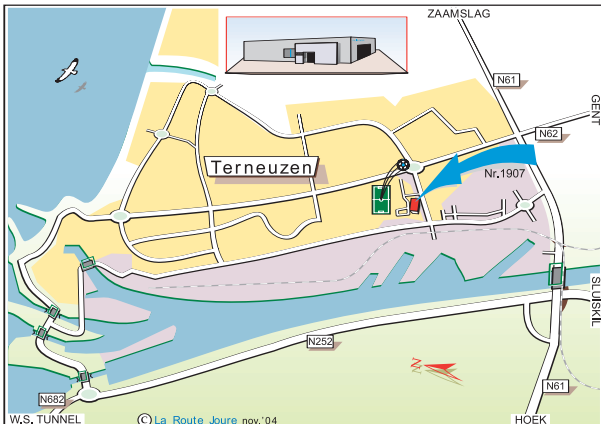 ZAAMSLAG
N61
GENT
N62
Terneuzen
Nr.1907
SLUISKIL
N252
N
N61
N682
W.S. TUNNEL
© La Route Joure nov.'04
HOEK